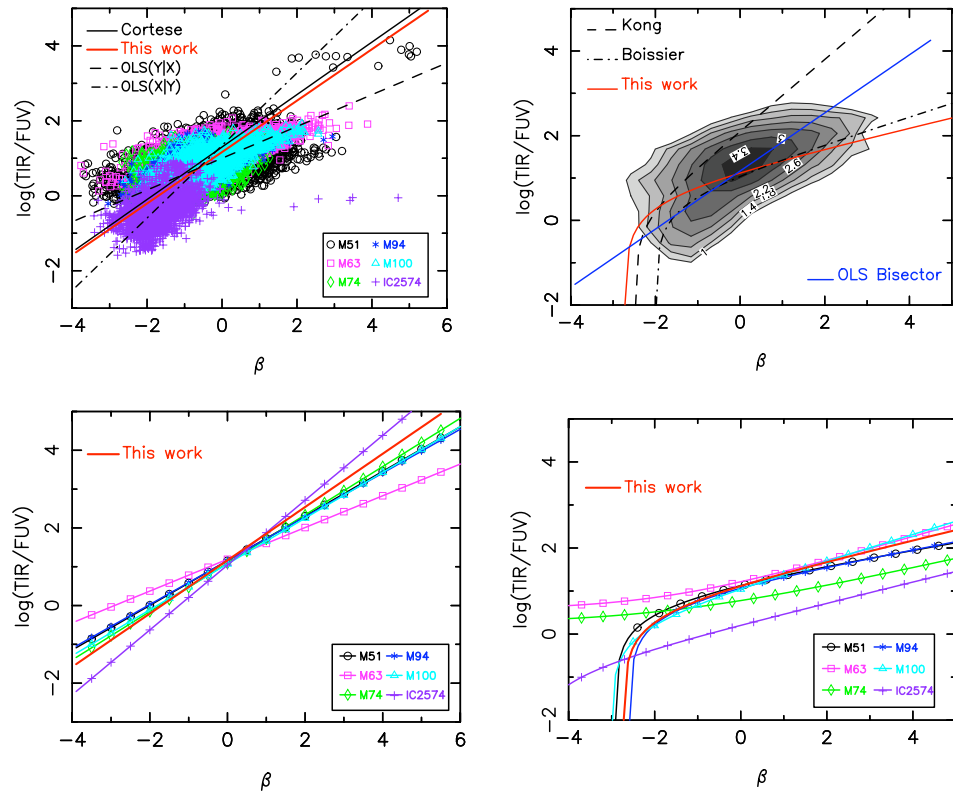 Cortese
This work
OLS(Y|X)
OLS(X|Y)
log(TIR/FUV)
4
2
0
−2
M51
M94
M63
M100
M74
IC2574
−4 −2 0 2 4 6
β
Kong
Boissier
This work
log(TIR/FUV)
4
2
0
−2
3
3.4
2.6
2.2
1.8
1.4
1
OLS Bisector
−4 −2 0 2 4
β
This work
log(TIR/FUV)
4
2
0
−2
M51
M94
M63
M100
M74
IC2574
−4 −2 0 2 4 6
β
This work
log(TIR/FUV)
4
2
0
−2
M51
M94
M63
M100
M74
IC2574
−4 −2 0 2 4
β